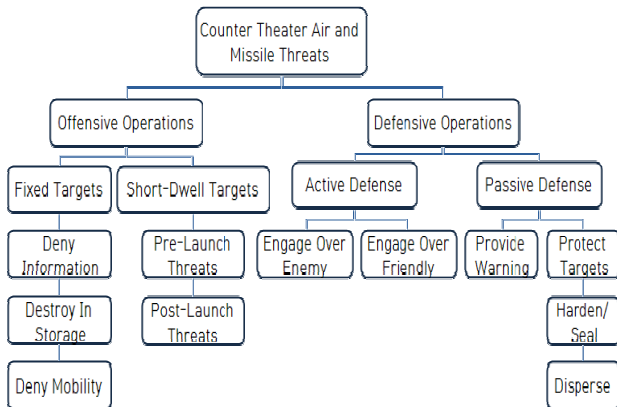 Counter Theater Air and
Missile Threats
Offensive Operations
Defensive Operations
Fixed Targets
Short-Dwell Targets
Active Defense
Passive Defense
Deny
Information
Pre-Launch
Threats
Engage Over
Enemy
Engage Over
Friendly
Provide
Warning
Protect
Targets
Destroy In
Storage
Post-Launch
Threats
Harden/
Seal
Deny Mobility
Disperse